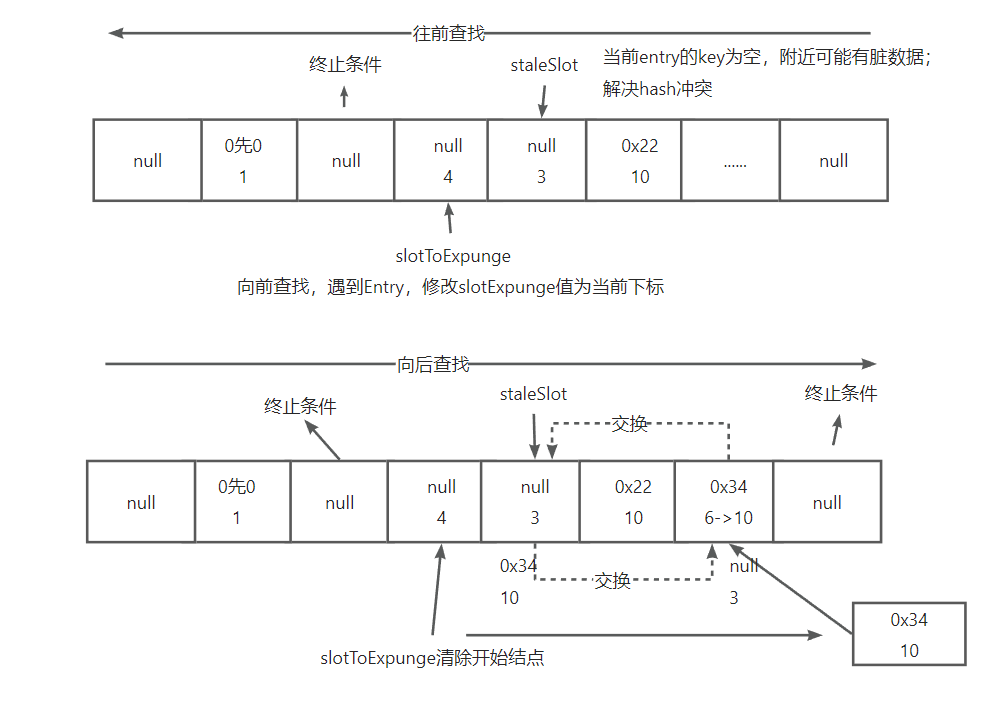 往前查找
终止条件
staleSlot
当前entry的key为空，附近可能有脏数据；
解决hash冲突
null
0先0
1
null
null
4
null
3
0x22
10
......
null
slotToExpunge
向前查找，遇到Entry，修改slotExpunge值为当前下标
向后查找
终止条件
staleSlot
交换
终止条件
null
0先0
1
null
null
4
null
3
0x22
10
0x34
6->10
null
0x34
10
交换
null
3
0x34
10
slotToExpunge清除开始结点